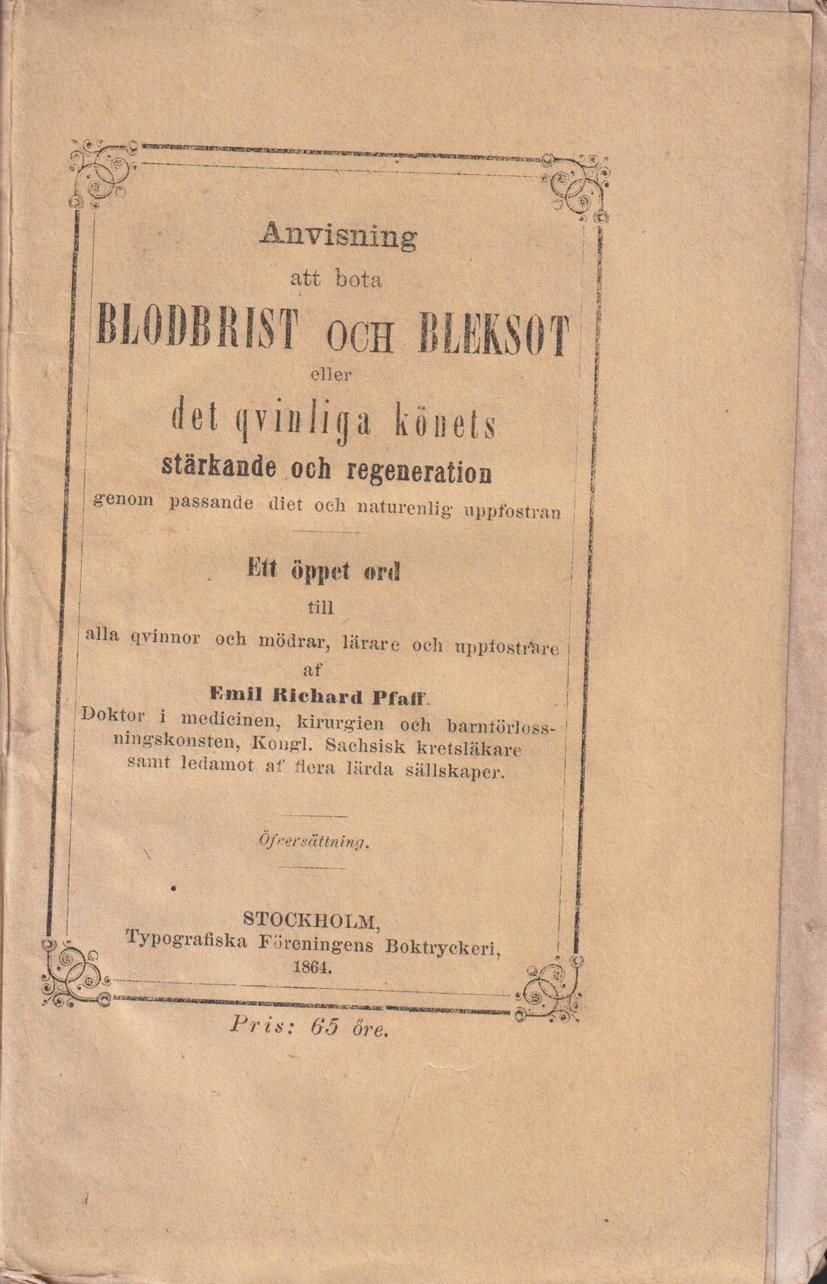 Anvisning
att bota
BLODBRIST OCH BLEKSOT
eller
det qvinliga könets
stärkande och regeneration
genom passande diet och naturenlig uppfostran
Ett öppet ord
till
alla qvinnor och mödrar, lärare och uppfostrare
af
Emil Richard Pfaff.
Doktor i medicinen, kirurgien och barnförloss-
ningskonsten, Kongl. Sachsisk kretsläkare
samt ledamot af flera lärda sällskaper.
Öfversättning.
STOCKHOLM,
Typografiska Föreningens Boktryckeri,
1864.
Pris: 65 öre.